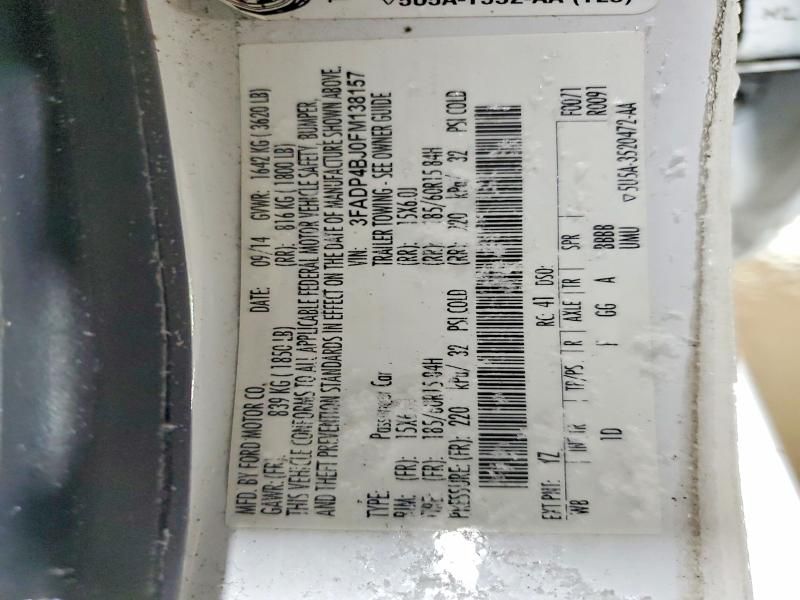 MFD. BY FORD MOTOR CO. DATE: 09/14 GVWR: 1642 KG ( 3620 LB)
GAWR: (FR): 839 KG ( 1850 LB) (RR): 816 KG ( 1800 LB)
THIS VEHICLE CONFORMS TO ALL APPLICABLE FEDERAL MOTOR VEHICLE SAFETY, BUMPER,
AND THEFT PREVENTION STANDARDS IN EFFECT ON THE DATE OF MANUFACTURE SHOWN ABOVE.
VIN: 3FADP4BJ0FM138157
TYPE: Passenger Car TRAILER TOWING - SEE OWNER GUIDE
RIM: (FR): 15X6. (RR): 15X6.0J
(FR): 185/60R15 84H (RR): 185/60R15 84H
PRESSURE (FR): 220 kPa/ 32 PSI COLD (RR): 220 kPa/ 32 PSI COLD
EXT PNT: YZ RC: 41 DSO: F0071
WB INT TR TP/PS R AXLE TR SPR R0091
1D GG A BBBB
UMU ▽5U5A-3520472-AA